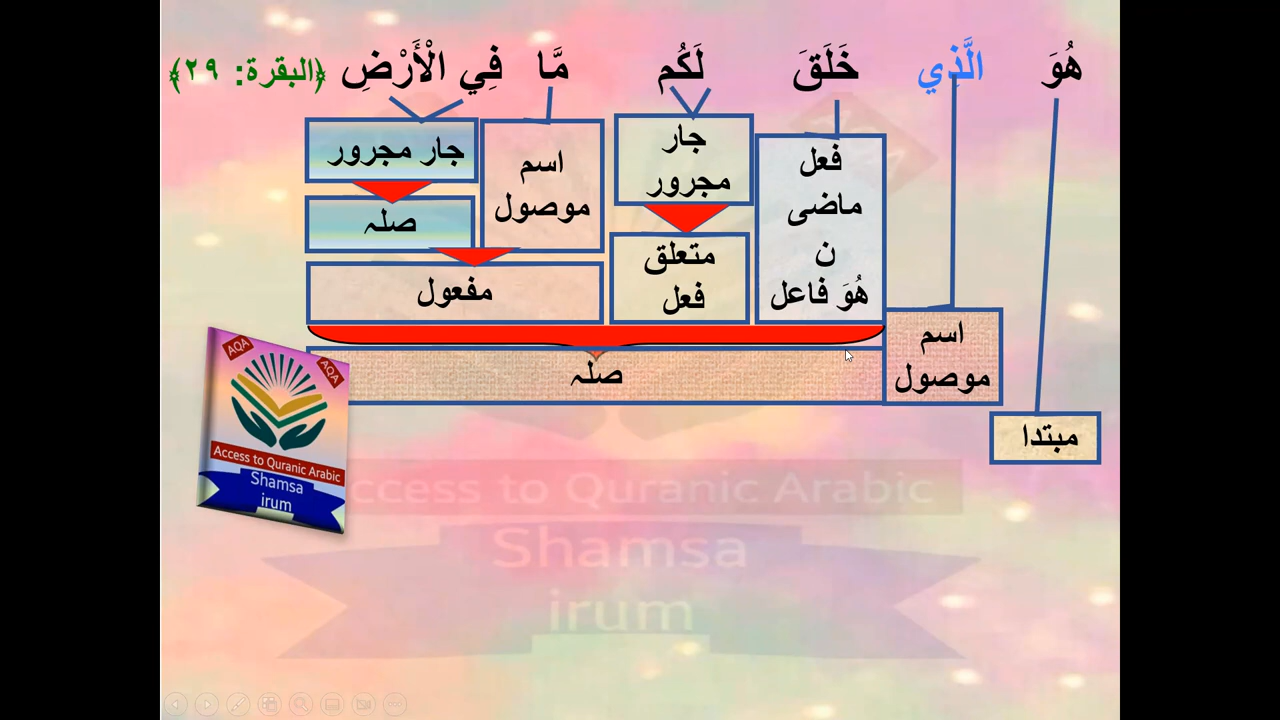 هُوَ الَّذِي خَلَقَ لَكُم مَّا فِي الْأَرْضِ ﴿البقرة: ٢٩﴾
فعل
ماضی
ن
هُوَ فاعل
جار
مجرور
متعلق
فعل
اسم
موصول
جار مجرور
صلہ
مفعول
اسم
موصول
صلہ
مبتدا
AQA
AQA
Access to Quranic Arabic
Shamsa
irum
ccess to Quranic Arabic
Shamsa
irum